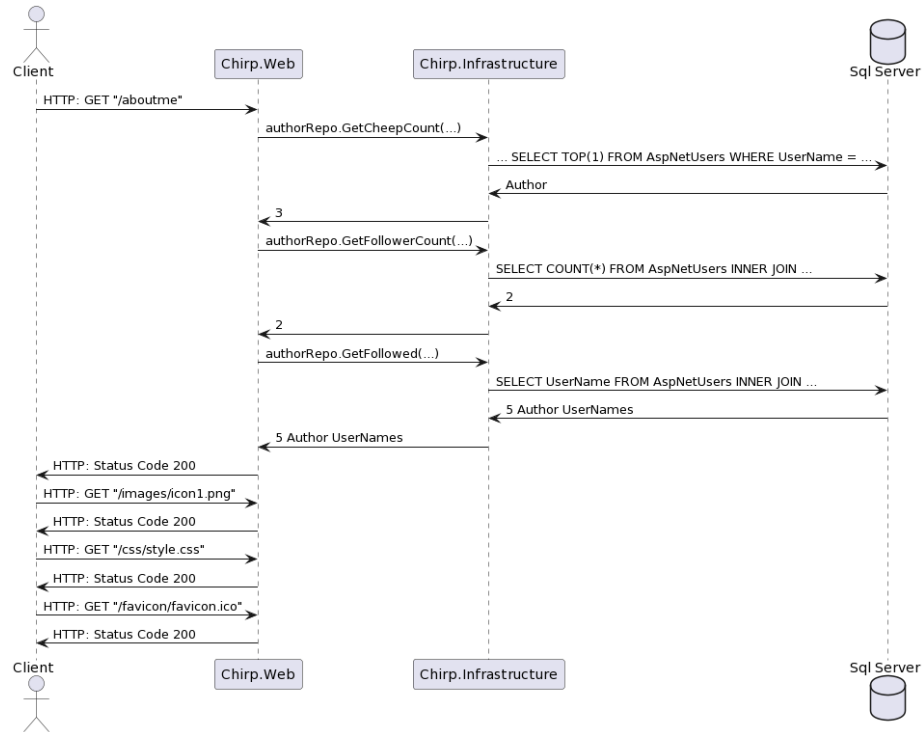 Client
Chirp.Web
Chirp.Infrastructure
Sql Server
HTTP: GET "/aboutme"
authorRepo.GetCheepCount(...)
... SELECT TOP(1) FROM AspNetUsers WHERE UserName = ...
Author
3
authorRepo.GetFollowerCount(...)
SELECT COUNT(*) FROM AspNetUsers INNER JOIN ...
2
2
authorRepo.GetFollowed(...)
SELECT UserName FROM AspNetUsers INNER JOIN ...
5 Author UserNames
5 Author UserNames
HTTP: Status Code 200
HTTP: GET "/images/icon1.png"
HTTP: Status Code 200
HTTP: GET "/css/style.css"
HTTP: Status Code 200
HTTP: GET "/favicon/favicon.ico"
HTTP: Status Code 200
Client
Chirp.Web
Chirp.Infrastructure
Sql Server